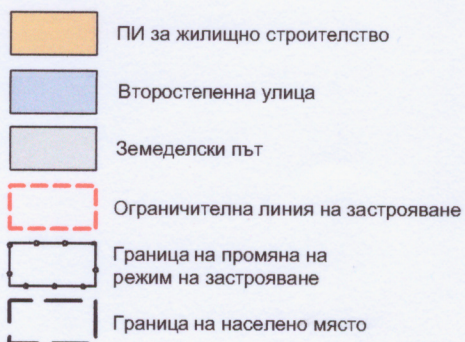 ПИ за жилищно строителство
Второстепенна улица
Земеделски път
Ограничителна линия на застрояване
Граница на промяна на
режим на застрояване
Граница на населено място